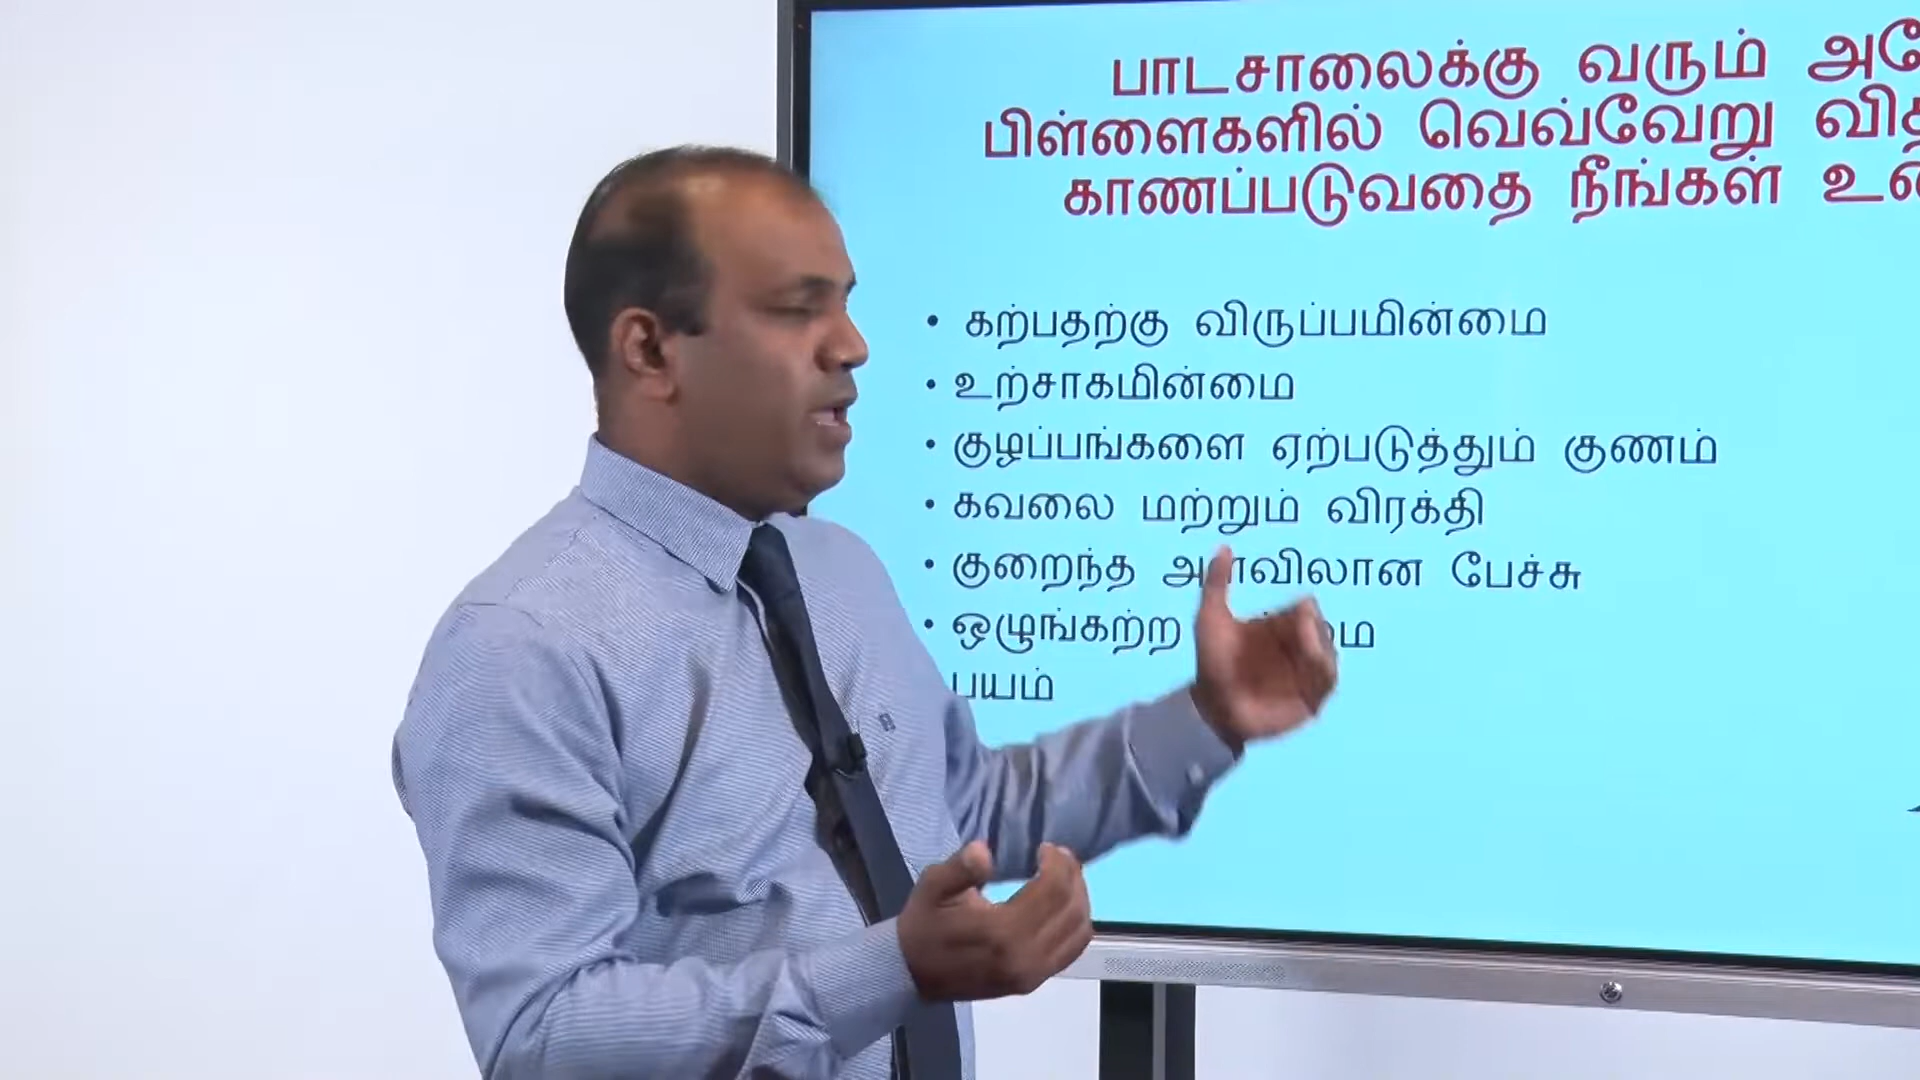 பாடசாலைக்கு வரும்
பிள்ளைகளில் வெவ்வேறு
காணப்படுவதை நீங்கள்
• கற்பதற்கு விருப்பமின்மை
• உற்சாகமின்மை
• குழப்பங்களை ஏற்படுத்தும் குணம்
• கவலை மற்றும் விரக்தி
• குறைந்த அளவிலான பேச்சு
• ஒழுங்கற்ற
பயம்